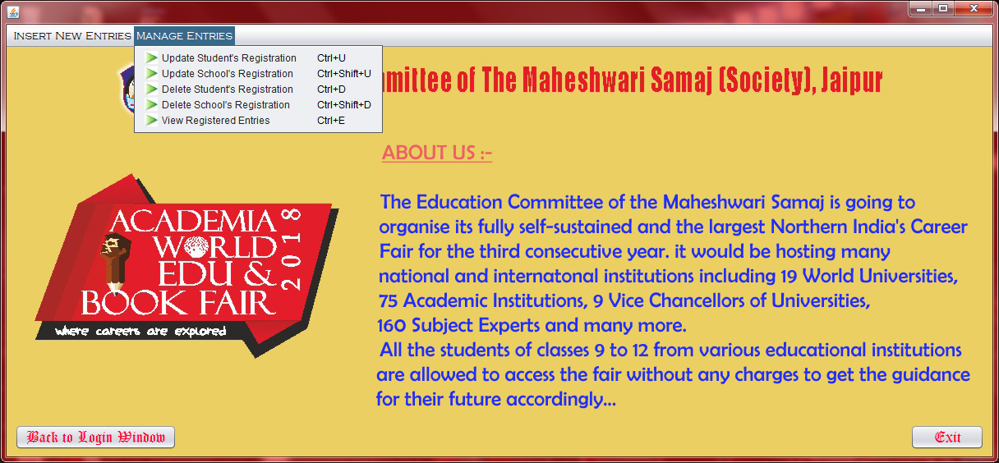 INSERT NEW ENTRIES MANAGE ENTRIES
Update Student's Registration Ctrl+U
Update School's Registration Ctrl+Shift+U
Delete Student's Registration Ctrl+D
Delete School's Registration Ctrl+Shift+D
View Registered Entries Ctrl+E
of The Maheshwari Samaj (Society), Jaipur
ABOUT US :-
ACADEMIA
WORLD
EDU &
BOOK FAIR
2018
where careers are explored
The Education Committee of the Maheshwari Samaj is going to
organise its fully self-sustained and the largest Northern India's Career
Fair for the third consecutive year. it would be hosting many
national and internatonal institutions including 19 World Universities,
75 Academic Institutions, 9 Vice Chancellors of Universities,
160 Subject Experts and many more.
All the students of classes 9 to 12 from various educational institutions
are allowed to access the fair without any charges to get the guidance
for their future accordingly...
Back to Login Window Exit